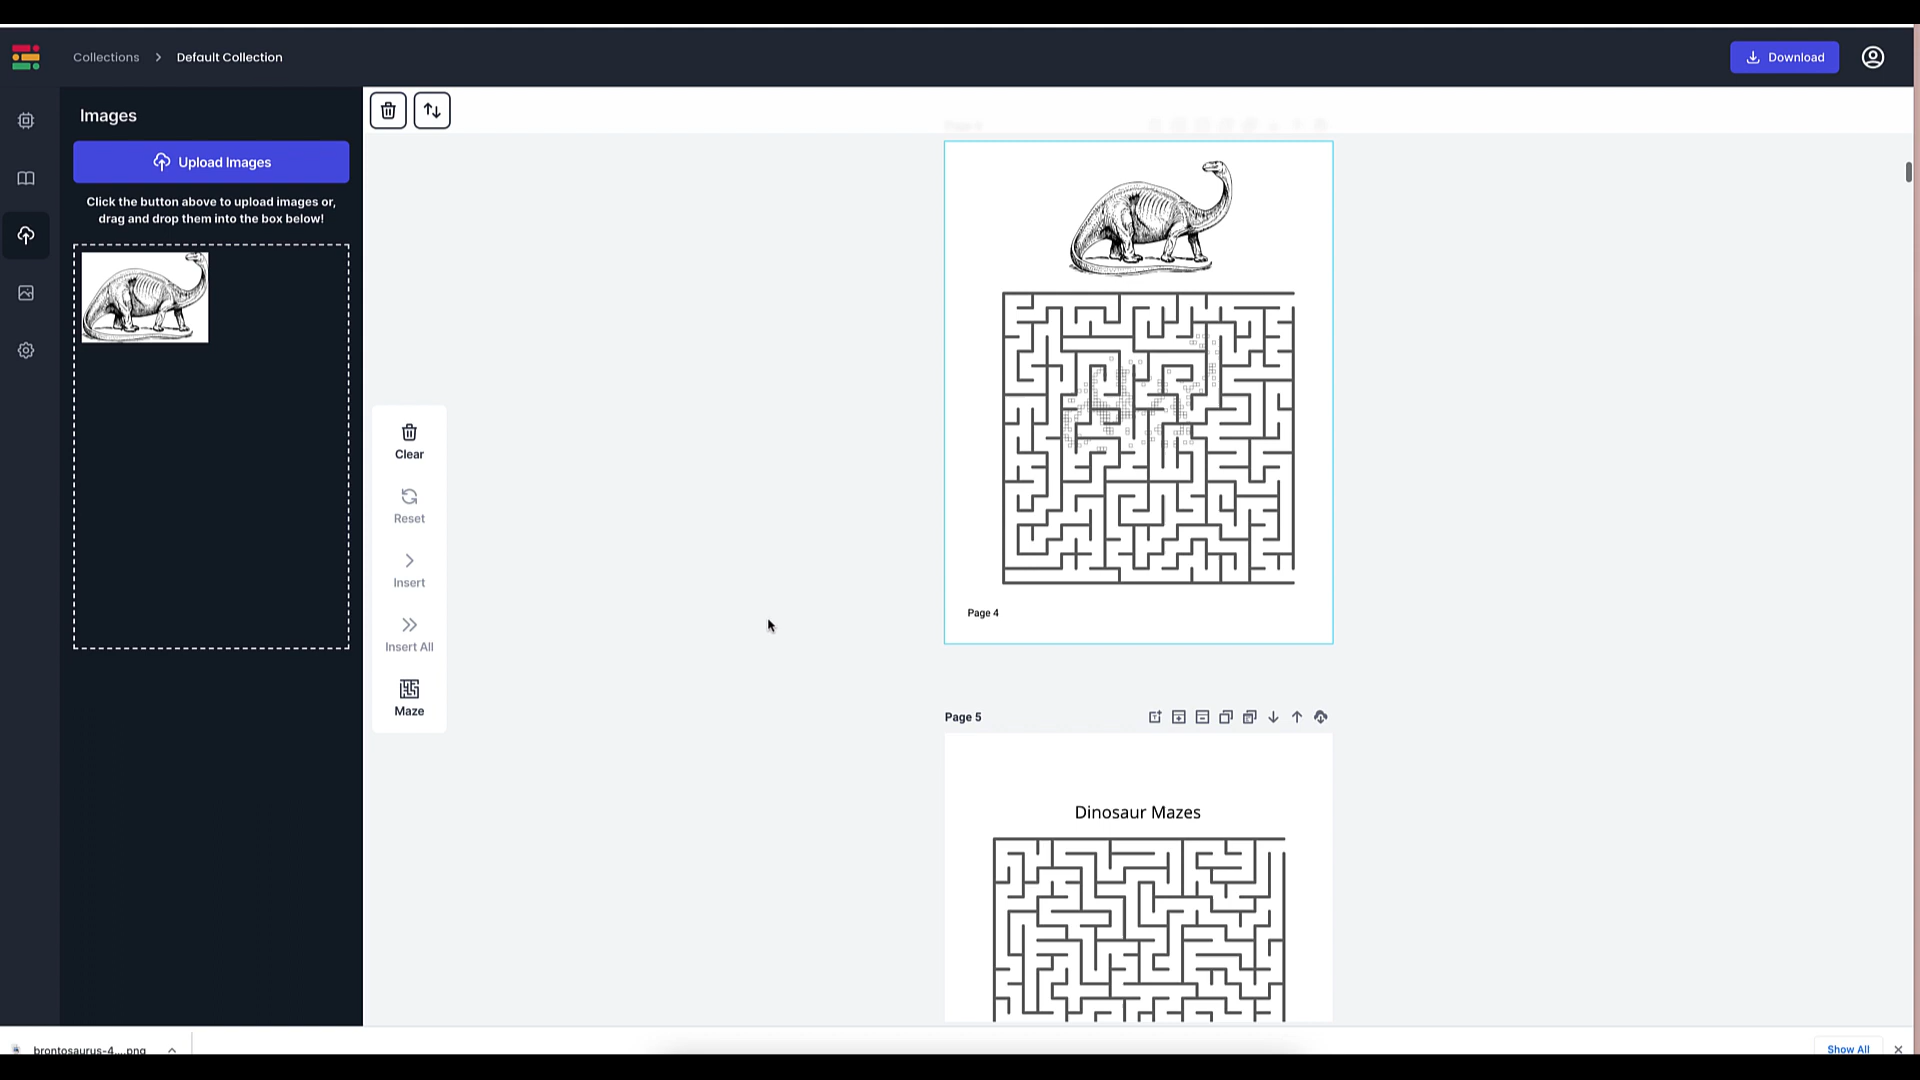 Collections > Default Collection
Download
Images
Upload Images
Click the button above to upload images or,
drag and drop them into the box below!
Clear
Reset
Insert
Insert All
Maze
Page 4
Page 5
Dinosaur Mazes
brontosaurus-4....png
Show All